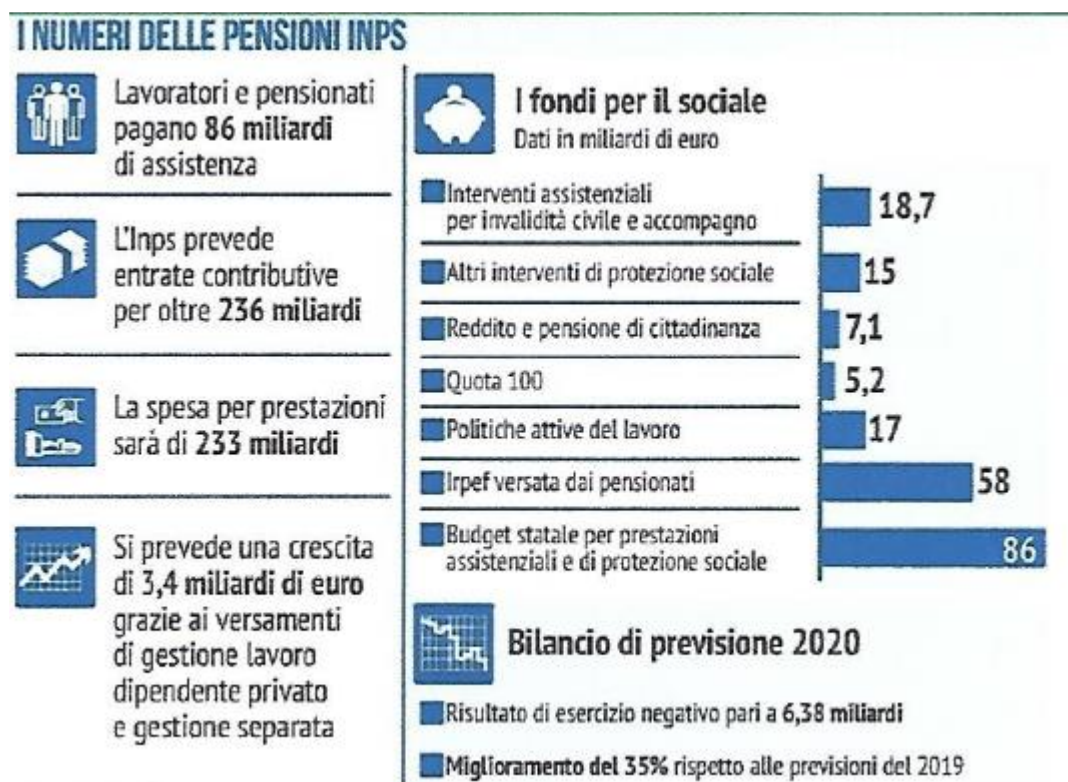 I NUMERI DELLE PENSIONI INPS
Lavoratori e pensionati
pagano 86 miliardi
di assistenza
L'Inps prevede
entrate contributive
per oltre 236 miliardi
La spesa per prestazioni
sarà di 233 miliardi
Si prevede una crescita
di 3,4 miliardi di euro
grazie ai versamenti
di gestione lavoro
dipendente privato
e gestione separata
I fondi per il sociale
Dati in miliardi di euro
Interventi assistenziali
per invalidità civile e accompagno
18,7
Altri interventi di protezione sociale
15
Reddito e pensione di cittadinanza
7,1
Quota 100
5,2
Politiche attive del lavoro
17
Irpef versata dai pensionati
58
Budget statale per prestazioni
assistenziali e di protezione sociale
86
Bilancio di previsione 2020
Risultato di esercizio negativo pari a 6,38 miliardi
Miglioramento del 35% rispetto alle previsioni del 2019